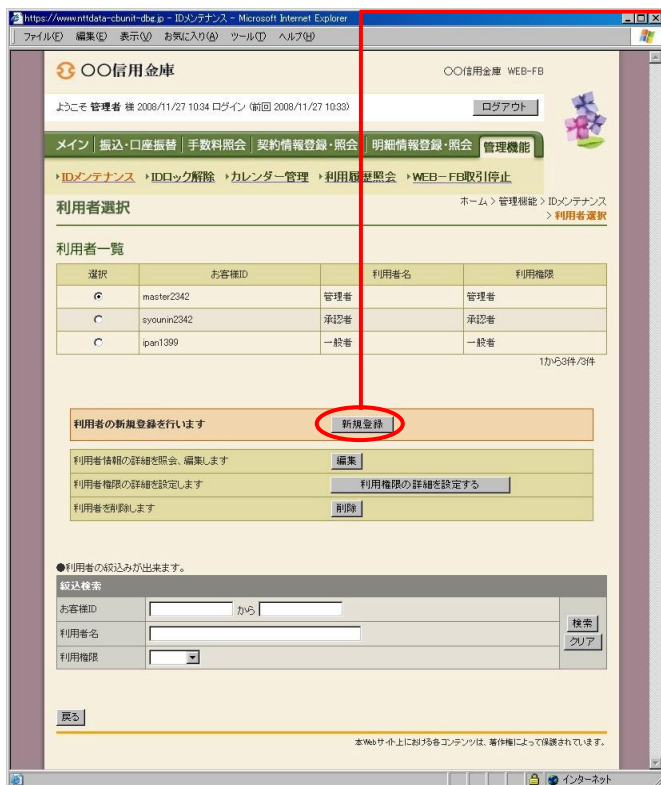 https://www.nttdata-cbunit-dbg.jp - IDメンテナンス - Microsoft Internet Explorer
ファイル(F) 編集(E) 表示(V) お気に入り(A) ツール(T) ヘルプ(H)
〇〇信用金庫
〇〇信用金庫 WEB-FB
ようこそ 管理者 様 2008/11/27 10:34 ログイン (前回 2008/11/27 10:33)
ログアウト
メイン 振込・口座振替 手数料照会 契約情報登録・照会 明細情報登録・照会 管理機能
IDメンテナンス IDロック解除 カレンダー管理 利用履歴照会 WEB-FB取引停止
利用者選択
ホーム > 管理機能 > IDメンテナンス
> 利用者選択
利用者一覧
選択 お客様ID 利用者名 利用権限
master2342 管理者 管理者
syounin2342 承認者 承認者
ipan1399 一般者 一般者
1から3件/3件
利用者の新規登録を行います 新規登録
利用者情報の詳細を照会、編集します 編集
利用者権限の詳細を設定します 利用権限の詳細を設定する
利用者を削除します 削除
●利用者の絞込みが出来ます。
絞込検索
お客様ID から
利用者名
検索
クリア
利用権限
戻る
本Webサイト上における各コンテンツは、著作権によって保護されています。
インターネット